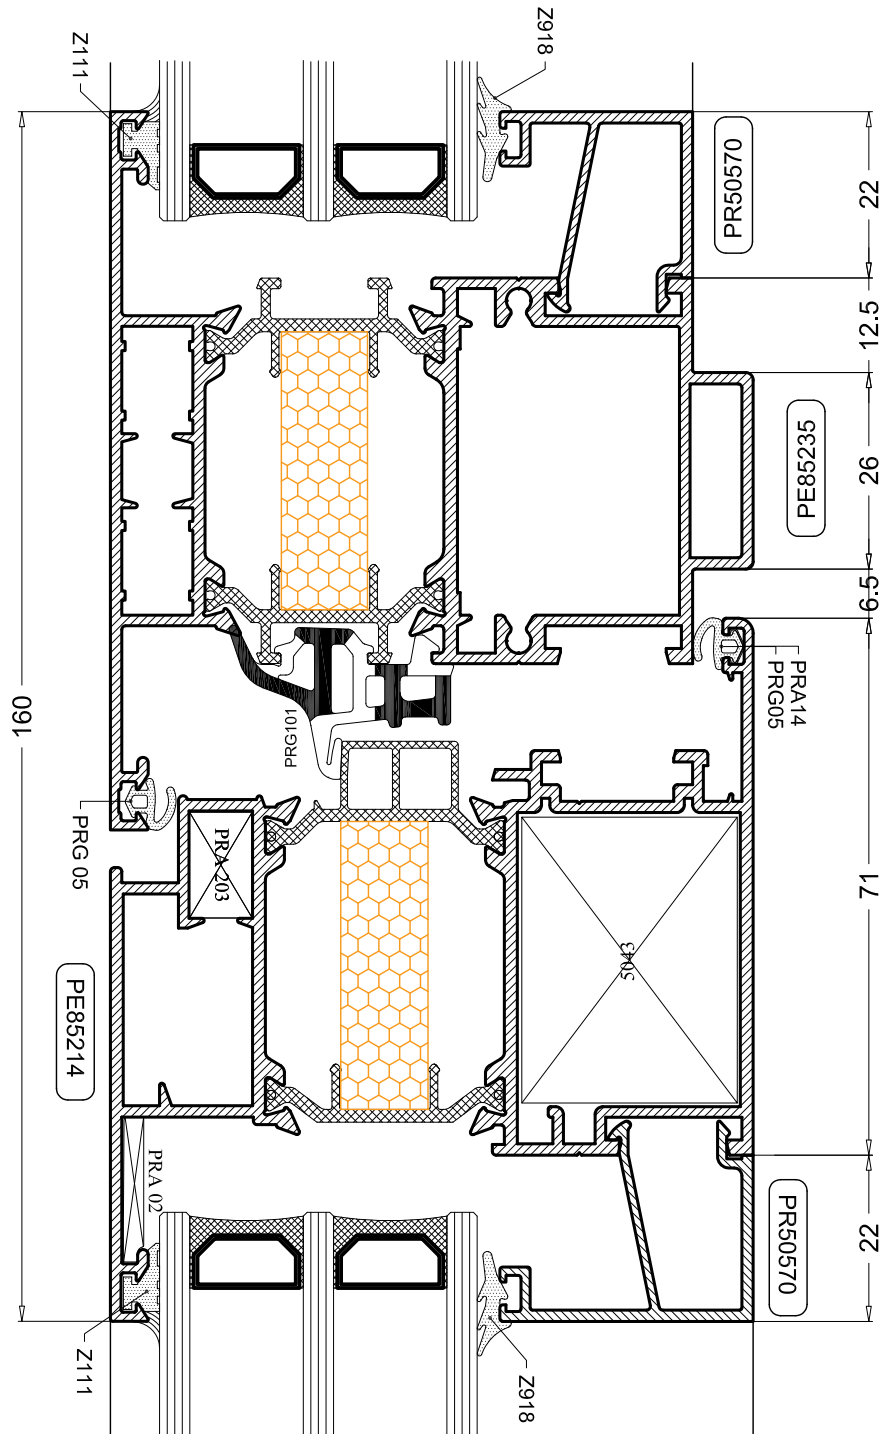 Z111
Z918
PR50570
22
12.5
PE85235
26
6.5
PRA14
PRG05
160
PRG101
PRG 05
PRA 203
71
5043
PE85214
PRA 02
PR50570
22
Z111
Z918